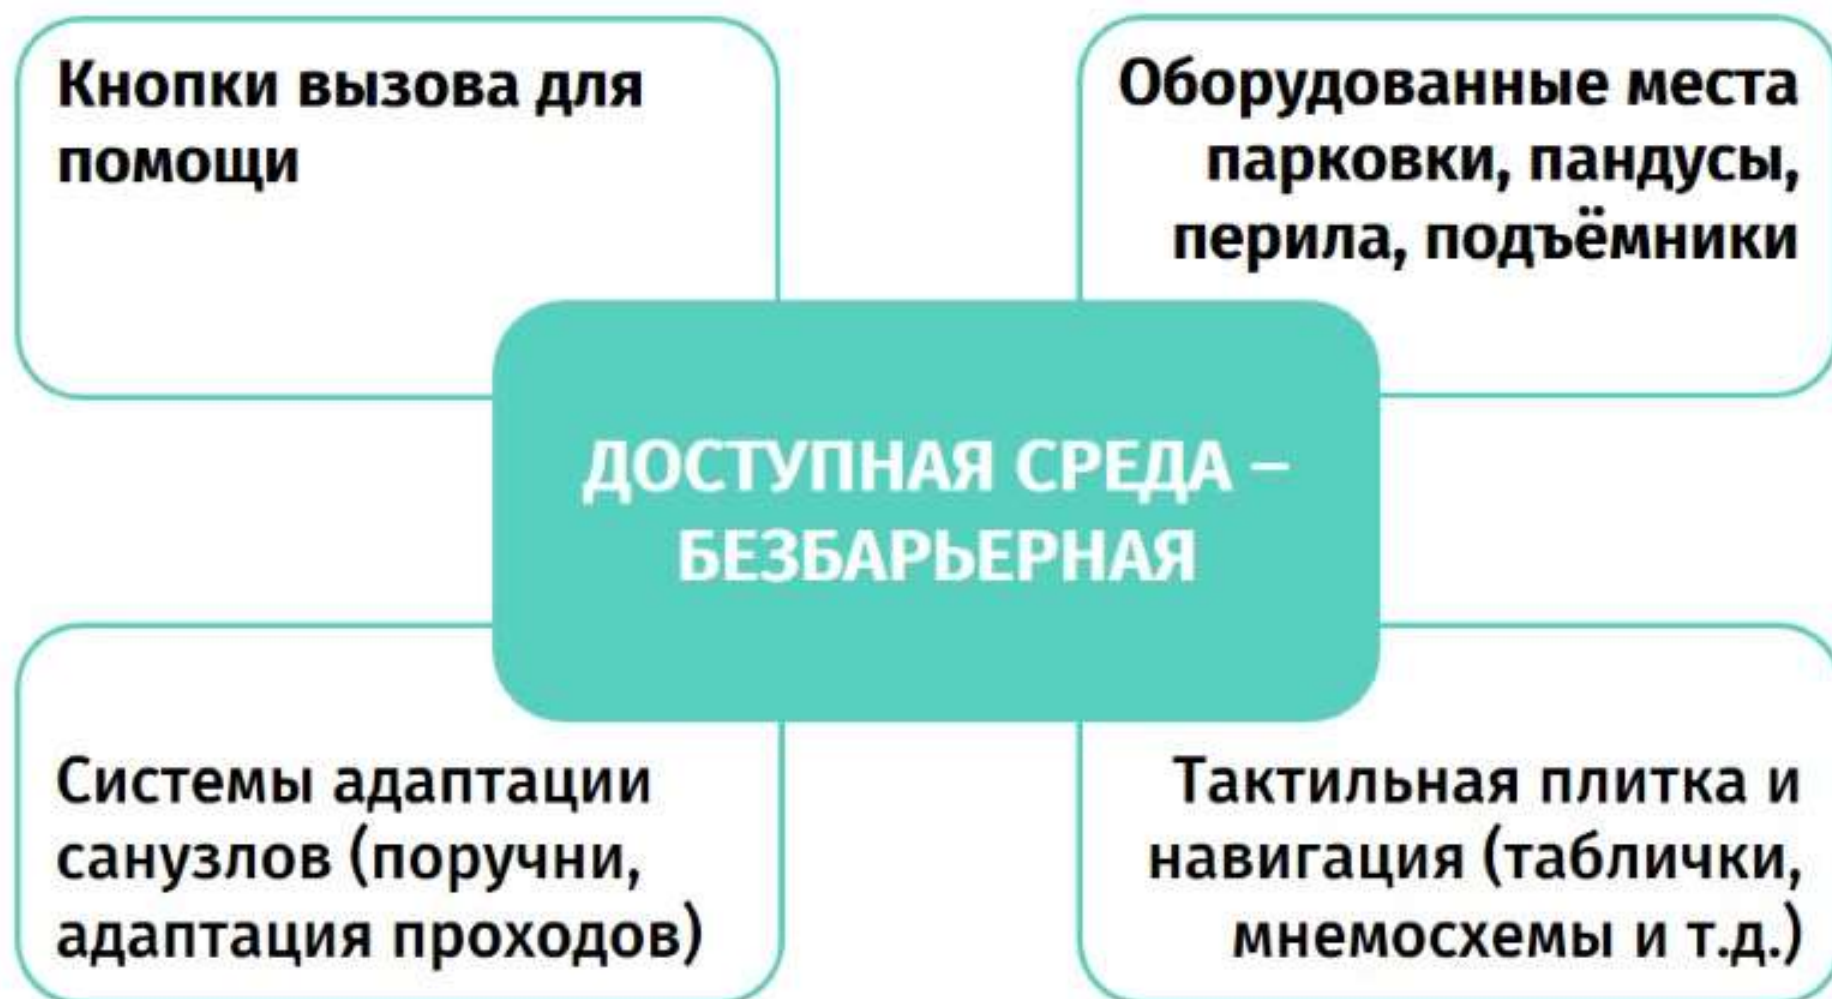 Кнопки вызова для
помощи
Оборудованные места
парковки, пандусы,
перила, подъёмники
ДОСТУПНАЯ СРЕДА –
БЕЗБАРЬЕРНАЯ
Системы адаптации
санузлов (поручни,
адаптация проходов)
Тактильная плитка и
навигация (таблички,
мнемосхемы и т.д.)